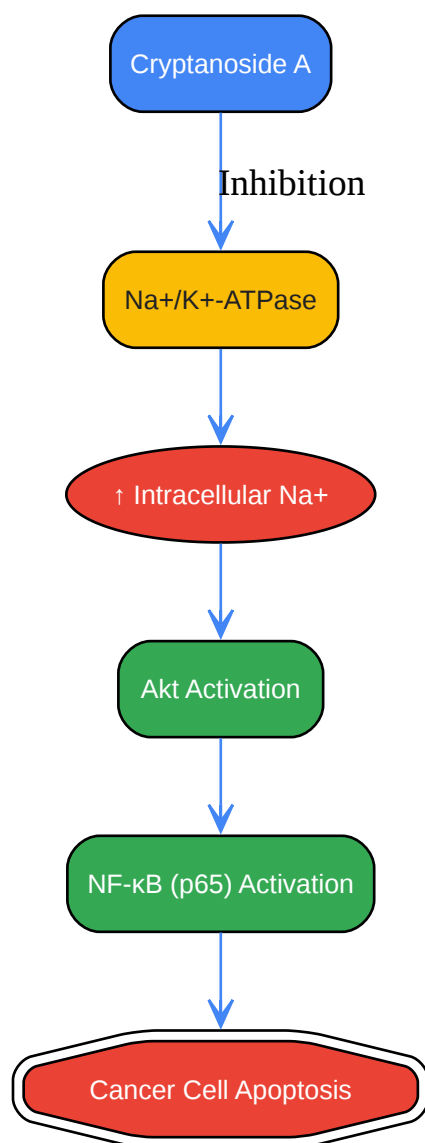 Cryptanoside A
Inhibition
Na+/K+-ATPase
↑ Intracellular Na+
Akt Activation
NF-κB (p65) Activation
Cancer Cell Apoptosis